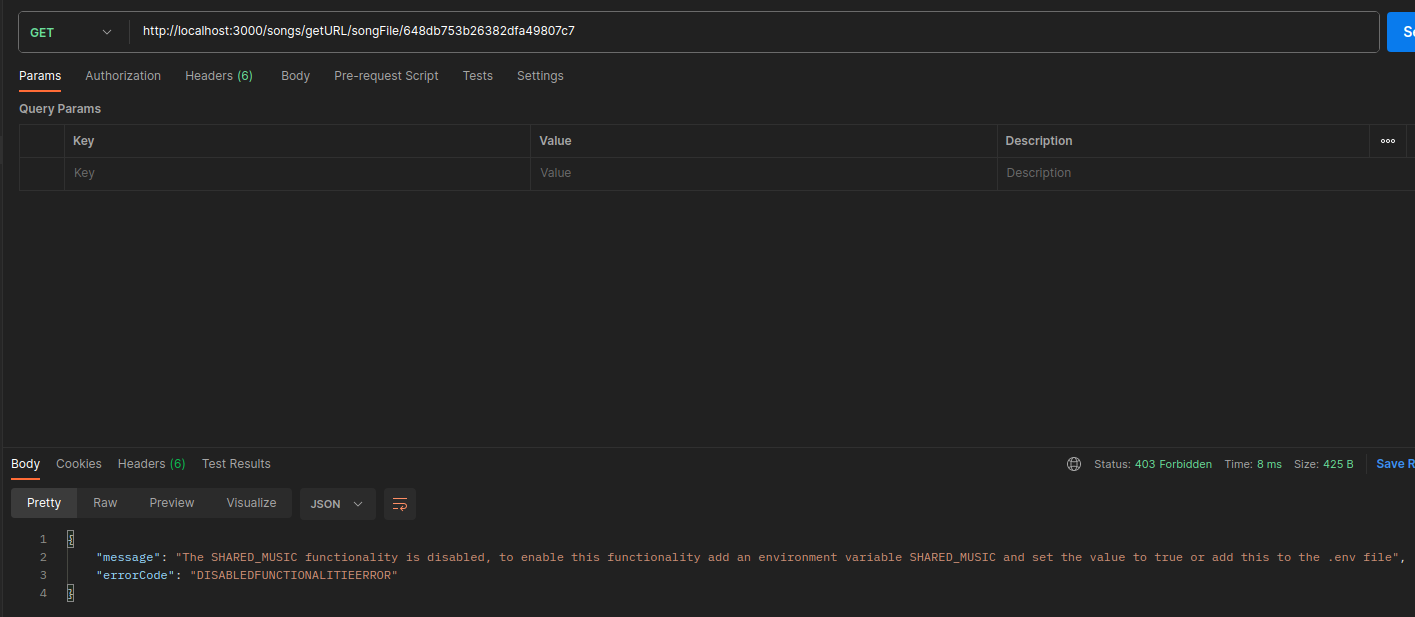 GET http://localhost:3000/songs/getURL/songFile/648db753b26382dfa49807c7
Params Authorization Headers (6) Body Pre-request Script Tests Settings
Query Params
Key Value Description
Key Value Description
Body Cookies Headers (6) Test Results Status: 403 Forbidden Time: 8 ms Size: 425 B Save R
Pretty Raw Preview Visualize JSON
1 {
2 "message": "The SHARED_MUSIC functionality is disabled, to enable this functionality add an environment variable SHARED_MUSIC and set the value to true or add this to the .env file",
3 "errorCode": "DISABLEDFUNCTIONALITIEERROR"
4 }